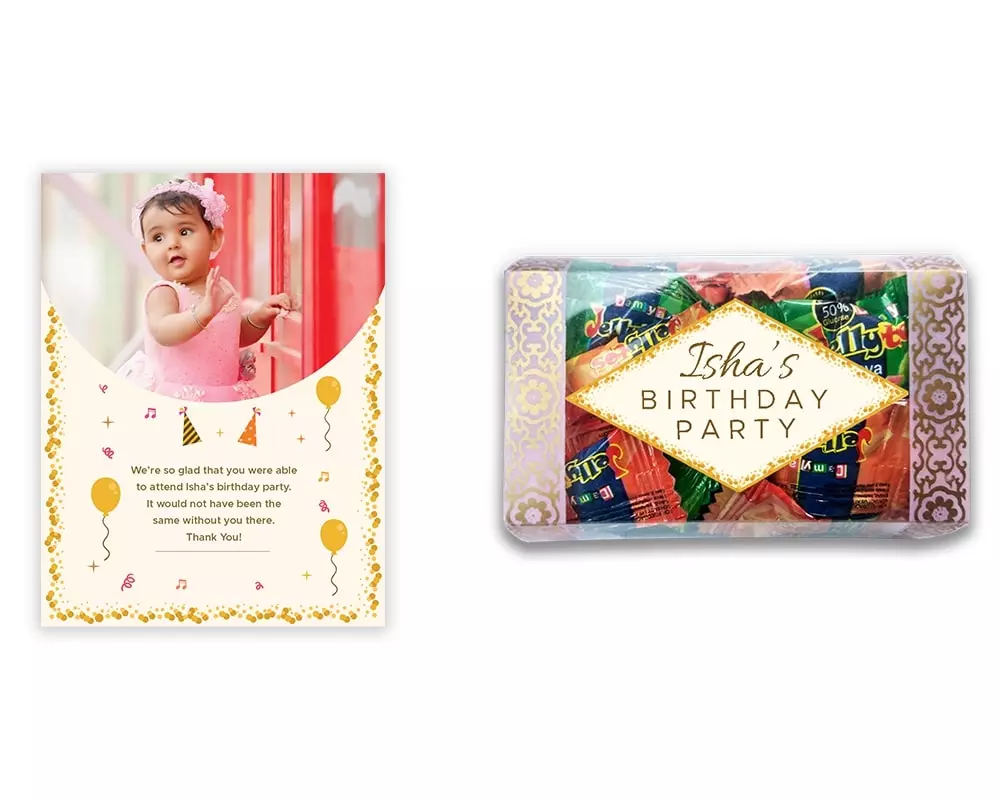 We're so glad that you were able
to attend Isha's birthday party.
It would not have been the
same without you there.
Thank You!
Isha's
BIRTHDAY
PARTY
50%